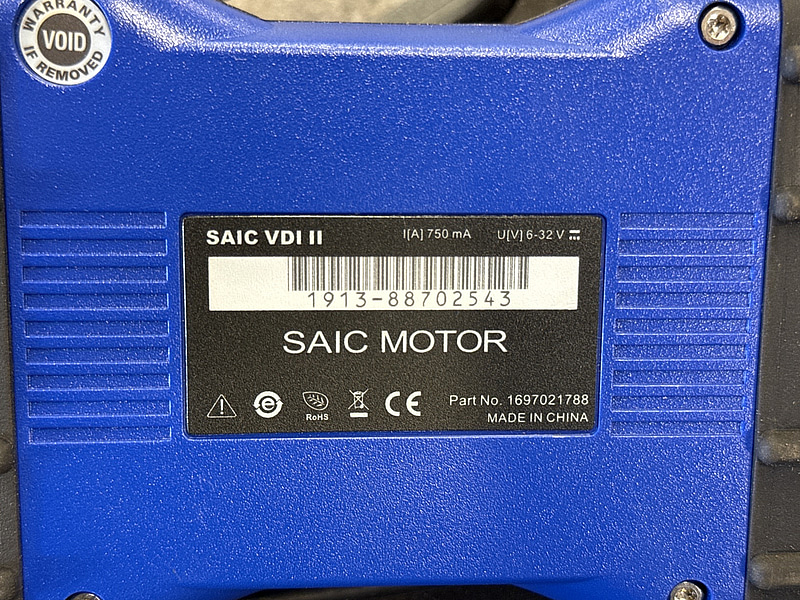 WARRANTY
VOID
IF REMOVED
SAIC VDI II I[A] 750 mA U[V] 6-32 V
1913-88702543
SAIC MOTOR
e
RoHS
CE
Part No. 1697021788
MADE IN CHINA